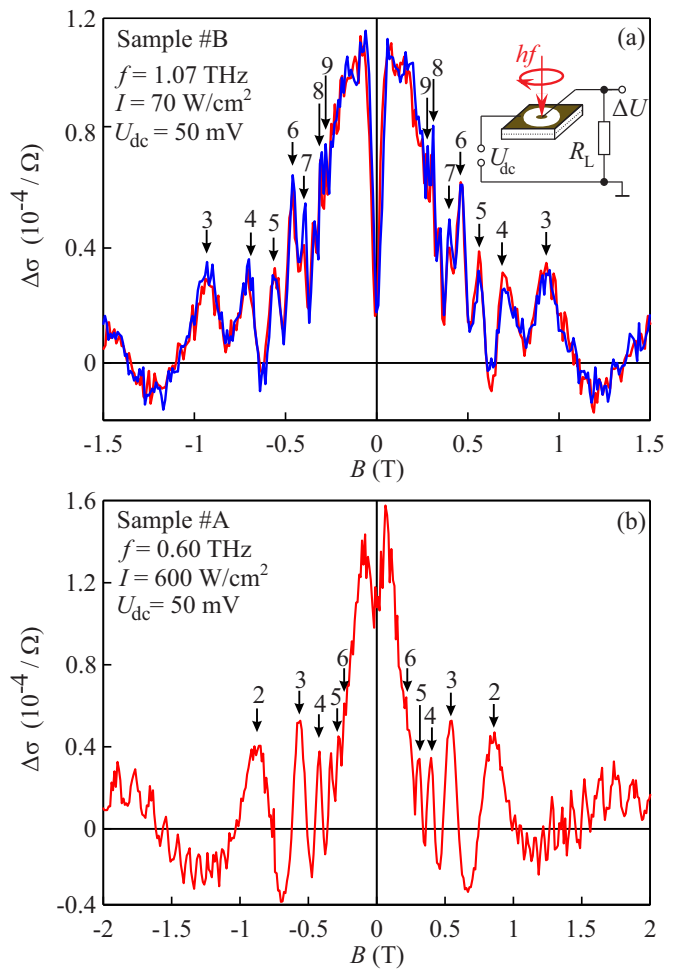 1.2
Sample #B
(a)
f = 1.07 THz
I = 70 W/cm²
U_dc = 50 mV
hf
ΔU
U_dc
R_L
9
8
6
7
3
4
5
9
8
6
7
5
4
3
0.8
0.4
0
Δσ (10⁻⁴ / Ω)
-1.5 -1 -0.5 0 0.5 1 1.5
B (T)
1.6
Sample #A
(b)
f = 0.60 THz
I = 600 W/cm²
U_dc = 50 mV
1.2
0.8
0.4
0
-0.4
Δσ (10⁻⁴ / Ω)
2
3
4
5
6
6
5
4
3
2
-2 -1.5 -1 -0.5 0 0.5 1 1.5 2
B (T)